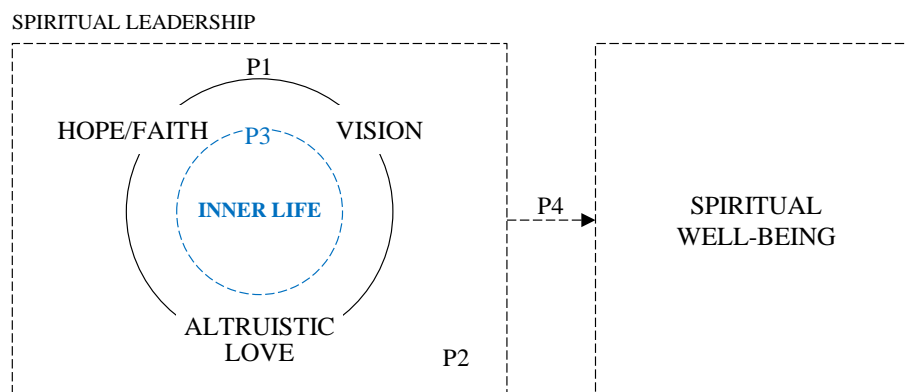 SPIRITUAL LEADERSHIP
P1
HOPE/FAITH
VISION
P3
INNER LIFE
ALTRUISTIC
LOVE
P2
P4
SPIRITUAL
WELL-BEING